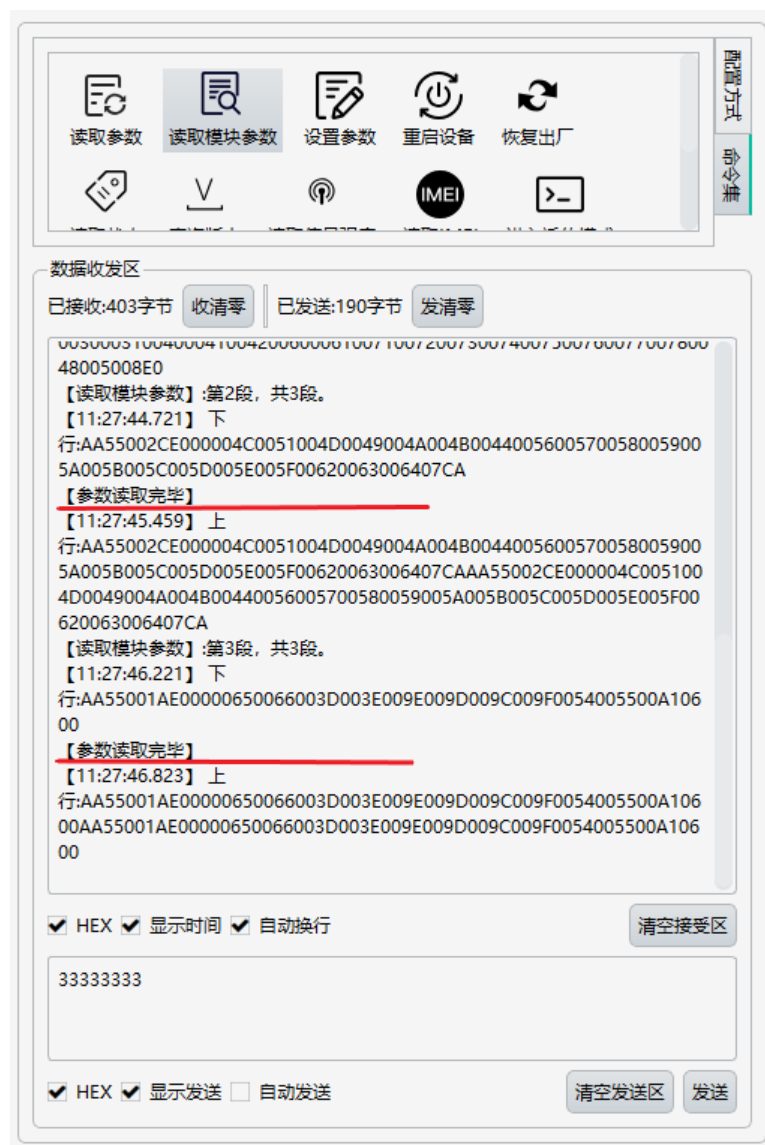 读取参数 读取模块参数 设置参数 重启设备 恢复出厂
配置方式
命令集
IMEI
数据收发区
已接收:403字节 收清零 已发送:190字节 发清零
48005008E0
【读取模块参数】:第2段，共3段。
【11:27:44.721】 下
行:AA55002CE000004C0051004D0049004A004B0044005600570058005900
5A005B005C005D005E005F00620063006407CA
【参数读取完毕】
【11:27:45.459】 上
行:AA55002CE000004C0051004D0049004A004B0044005600570058005900
5A005B005C005D005E005F00620063006407CAAA55002CE000004C005100
4D0049004A004B00440056005700580059005A005B005C005D005E005F00
620063006407CA
【读取模块参数】:第3段，共3段。
【11:27:46.221】 下
行:AA55001AE00000650066003D003E009E009D009C009F0054005500A106
00
【参数读取完毕】
【11:27:46.823】 上
行:AA55001AE00000650066003D003E009E009D009C009F0054005500A106
00AA55001AE00000650066003D003E009E009D009C009F0054005500A106
00
HEX 显示时间 自动换行 清空接受区
33333333
HEX 显示发送 自动发送 清空发送区 发送